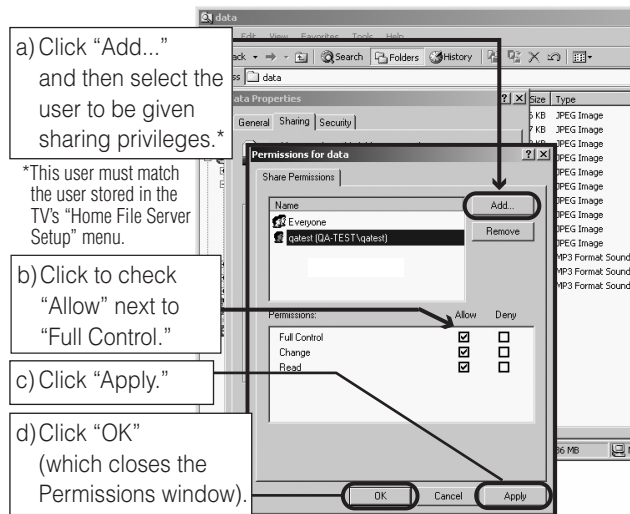 data
Edit View Favorites Tools Help
a) Click “Add...”
and then select the
user to be given
sharing privileges.*
*This user must match
the user stored in the
TV’s “Home File Server
Setup” menu.
b) Click to check
“Allow” next to
“Full Control.”
c) Click “Apply.”
d) Click “OK”
(which closes the
Permissions window).
ack Search Folders History
ss data
ata Properties
General Sharing Security
Size Type
KB JPEG Image
7 KB JPEG Image
KB JPEG Image
JPEG Image
JPEG Image
JPEG Image
JPEG Image
JPEG Image
JPEG Image
JPEG Image
MP3 Format Sound
MP3 Format Sound
MP3 Format Sound
Permissions for data
Share Permissions
Name
Add...
Everyone
qatest (QA-TEST\qatest)
Remove
Permissions: Allow Deny
Full Control
Change
Read
36 MB
OK Cancel Apply